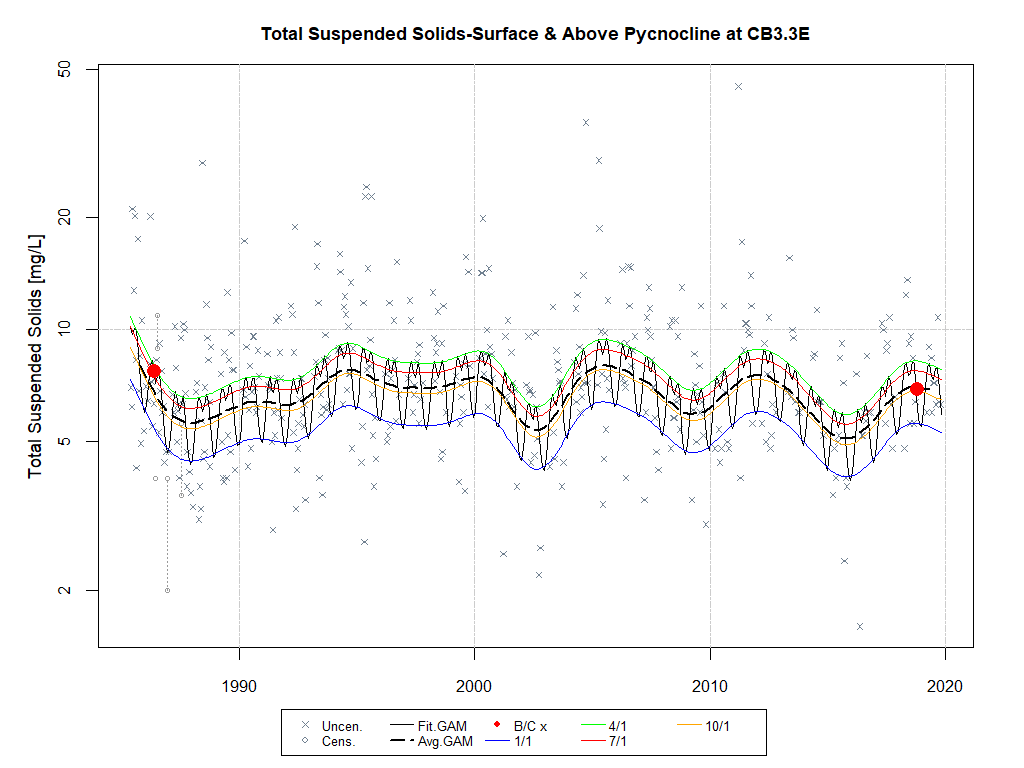 Total Suspended Solids-Surface & Above Pycnocline at CB3.3E
Total Suspended Solids [mg/L]
50
20
10
5
2
1990 2000 2010 2020
Uncen. Fit.GAM B/C x 4/1 10/1
Cens. Avg.GAM 1/1 7/1